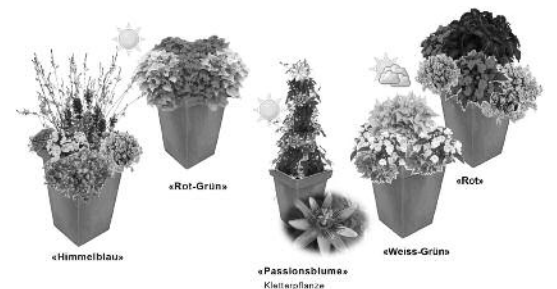 «Rot-Grün»
«Rot»
«Himmelblau»
«Weiss-Grün»
«Passionsblume»
Kletterpflanze